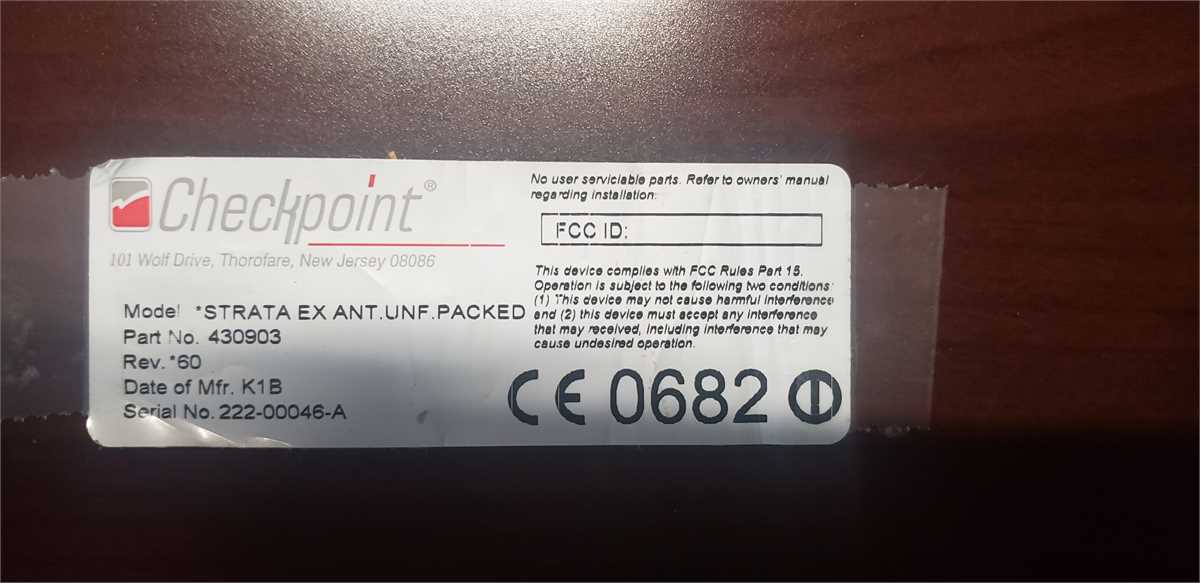 Checkpoint®
101 Wolf Drive, Thorofare, New Jersey 08086
Model *STRATA EX ANT.UNF.PACKED
Part No. 430903
Rev. *60
Date of Mfr. K1B
Serial No. 222-00046-A
No user serviciable parts. Refer to owners' manual
regarding installation:
FCC ID:
This device complies with FCC Rules Part 15.
Operation is subject to the following two conditions:
(1) This device may not cause harmful interference
and (2) this device must accept any interference
that may received, including interference that may
cause undesired operation.
CE 0682